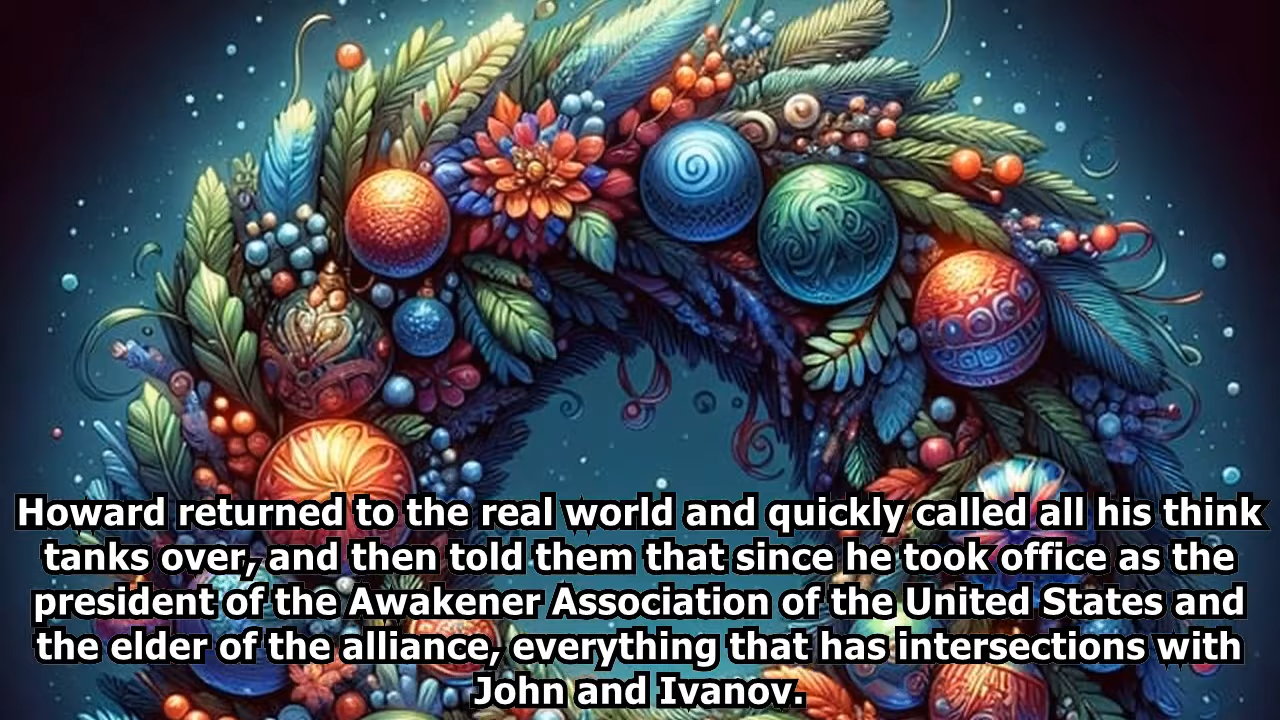 Howard returned to the real world and quickly called all his think
tanks over, and then told them that since he took office as the
president of the Awakener Association of the United States and
the elder of the alliance, everything that has intersections with
John and Ivanov.